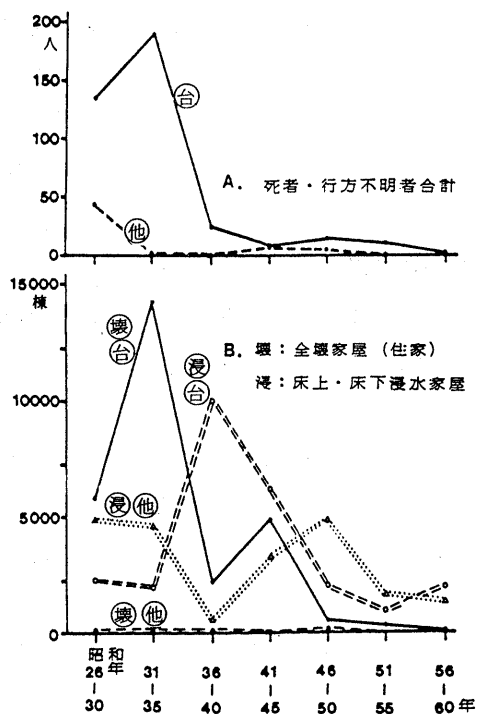 200
人
150
台
100
A. 死者・行方不明者合計
50
他
0
15000
棟
壊
台
B. 壊：全壊家屋（住家）
浸：床上・床下浸水家屋
浸
台
10000
浸 他
5000
壊 他
0
昭和
年
26 31 36 41 46 51 56
30 35 40 45 50 55 60年